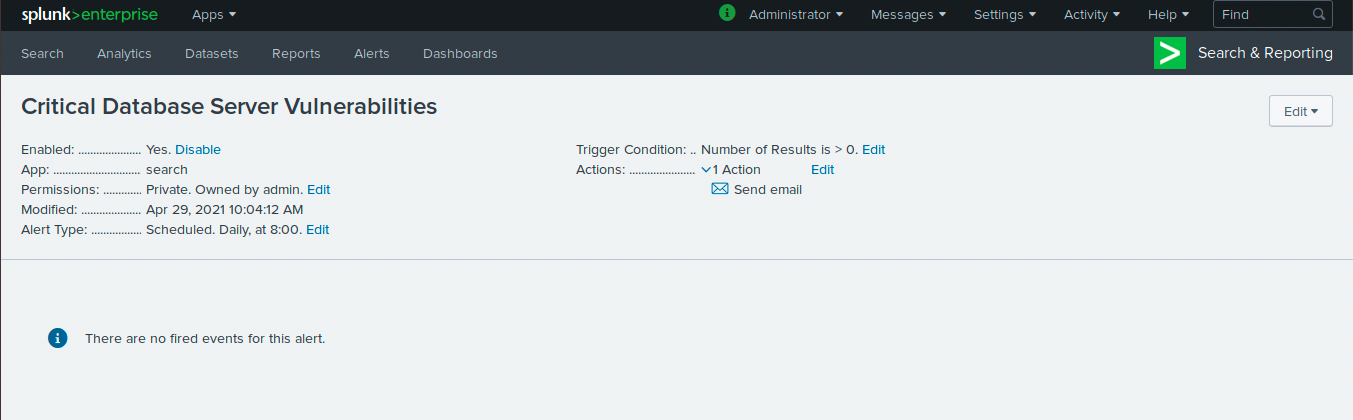 splunk>enterprise Apps Administrator Messages Settings Activity Help Find
Search Analytics Datasets Reports Alerts Dashboards Search & Reporting
Critical Database Server Vulnerabilities Edit
Enabled: ..................... Yes. Disable
App: ............................. search
Permissions: ............. Private. Owned by admin. Edit
Modified: .................... Apr 29, 2021 10:04:12 AM
Alert Type: ................. Scheduled. Daily, at 8:00. Edit
Trigger Condition: .. Number of Results is > 0. Edit
Actions: ...................... 1 Action Edit
Send email
There are no fired events for this alert.